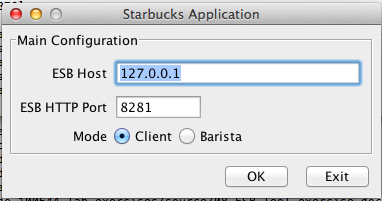 Starbucks Application
Main Configuration
ESB Host 127.0.0.1
ESB HTTP Port 8281
Mode Client Barista
OK Exit